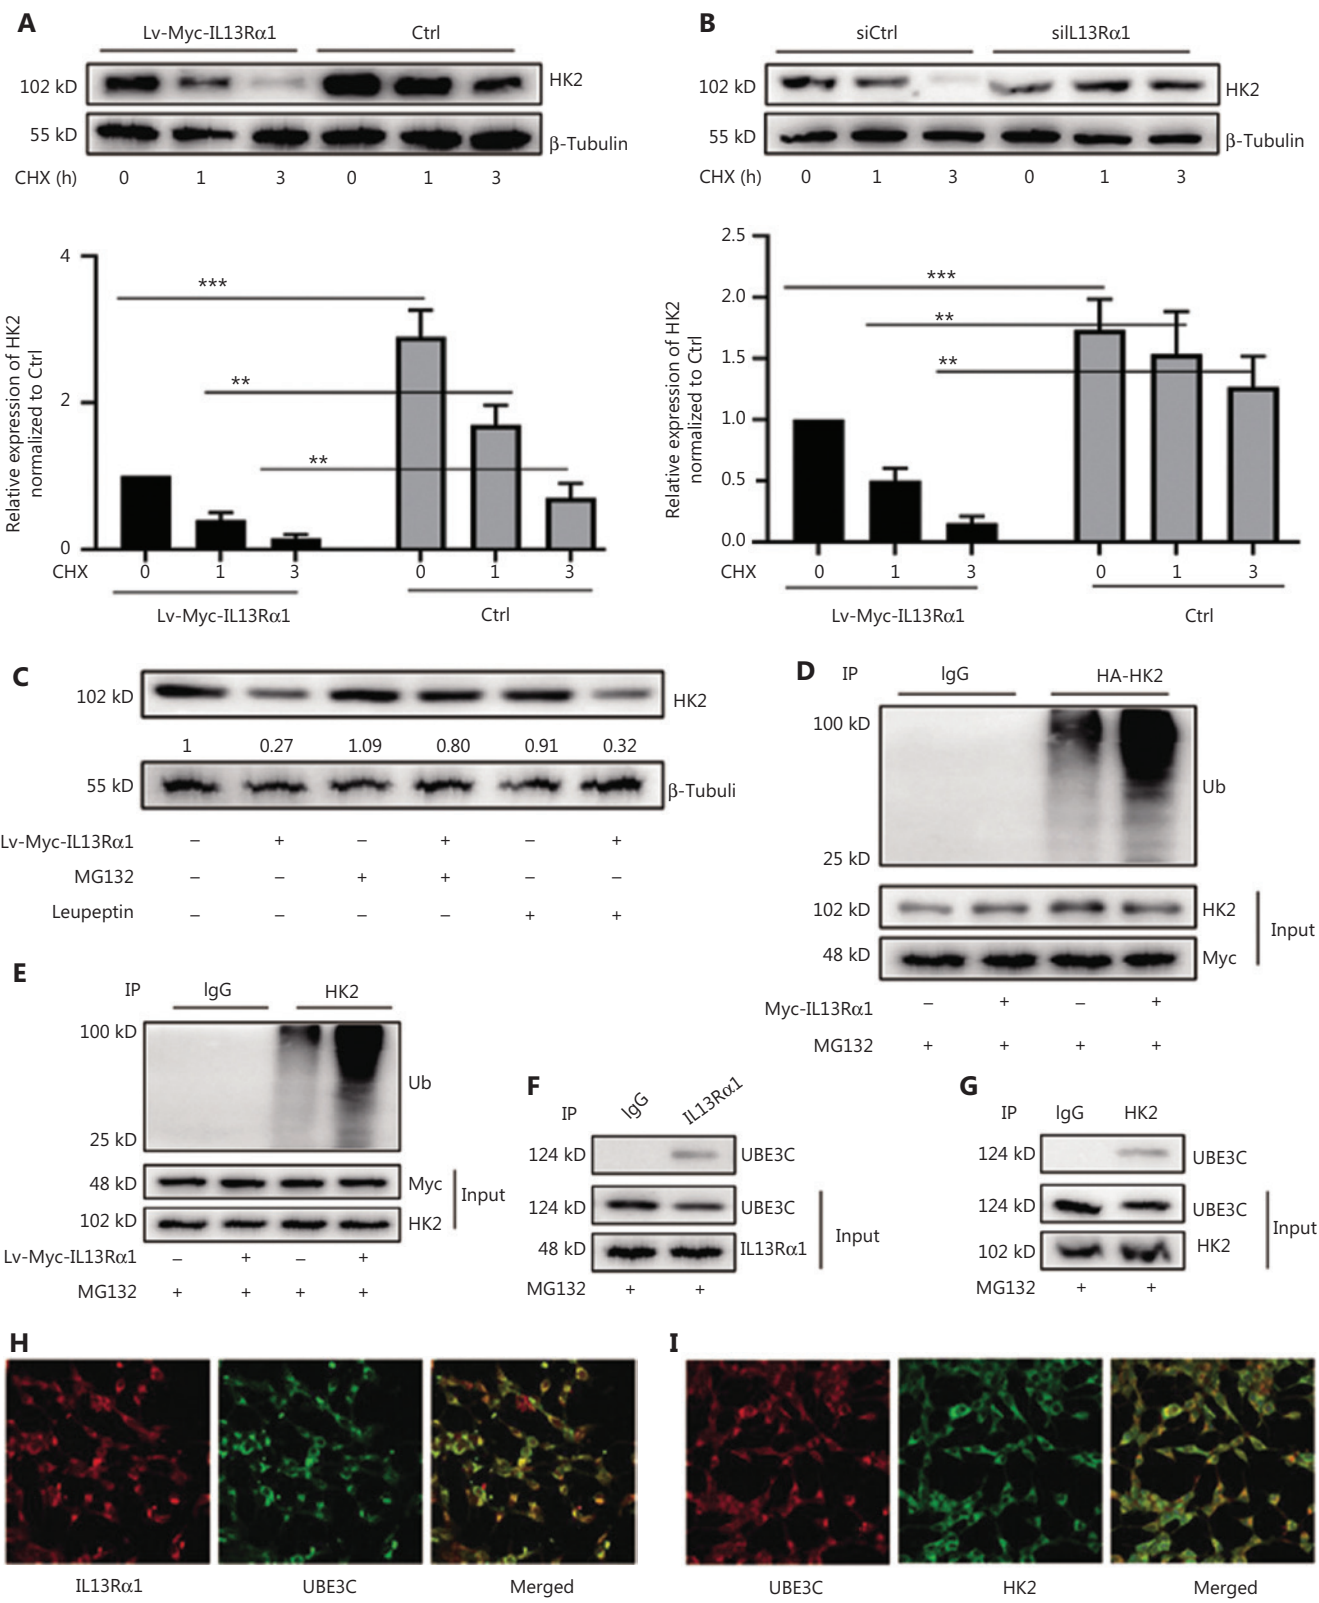 A
Lv-Myc-IL13Rα1 Ctrl
102 kD HK2
55 kD β-Tubulin
CHX (h) 0 1 3 0 1 3
Relative expression of HK2
normalized to Ctrl
4
2
0
***
**
**
CHX 0 1 3 0 1 3
Lv-Myc-IL13Rα1 Ctrl
B
siCtrl siIL13Rα1
102 kD HK2
55 kD β-Tubulin
CHX (h) 0 1 3 0 1 3
Relative expression of HK2
normalized to Ctrl
2.5
2.0
1.5
1.0
0.5
0.0
***
**
**
CHX 0 1 3 0 1 3
Lv-Myc-IL13Rα1 Ctrl
C
102 kD HK2
1 0.27 1.09 0.80 0.91 0.32
55 kD β-Tubuli
Lv-Myc-IL13Rα1 – + – + – +
MG132 – – + + – –
Leupeptin – – – – + +
D
IP IgG HA-HK2
100 kD
Ub
25 kD
102 kD HK2
48 kD Myc
Input
Myc-IL13Rα1 – + – +
MG132 + + + +
E
IP IgG HK2
100 kD
Ub
25 kD
48 kD Myc
102 kD HK2
Input
Lv-Myc-IL13Rα1 – + – +
MG132 + + + +
F
IP IgG IL13Rα1
124 kD UBE3C
124 kD UBE3C
48 kD IL13Rα1
Input
MG132 + +
G
IP IgG HK2
124 kD UBE3C
124 kD UBE3C
102 kD HK2
Input
MG132 + +
H
IL13Rα1 UBE3C Merged
I
UBE3C HK2 Merged